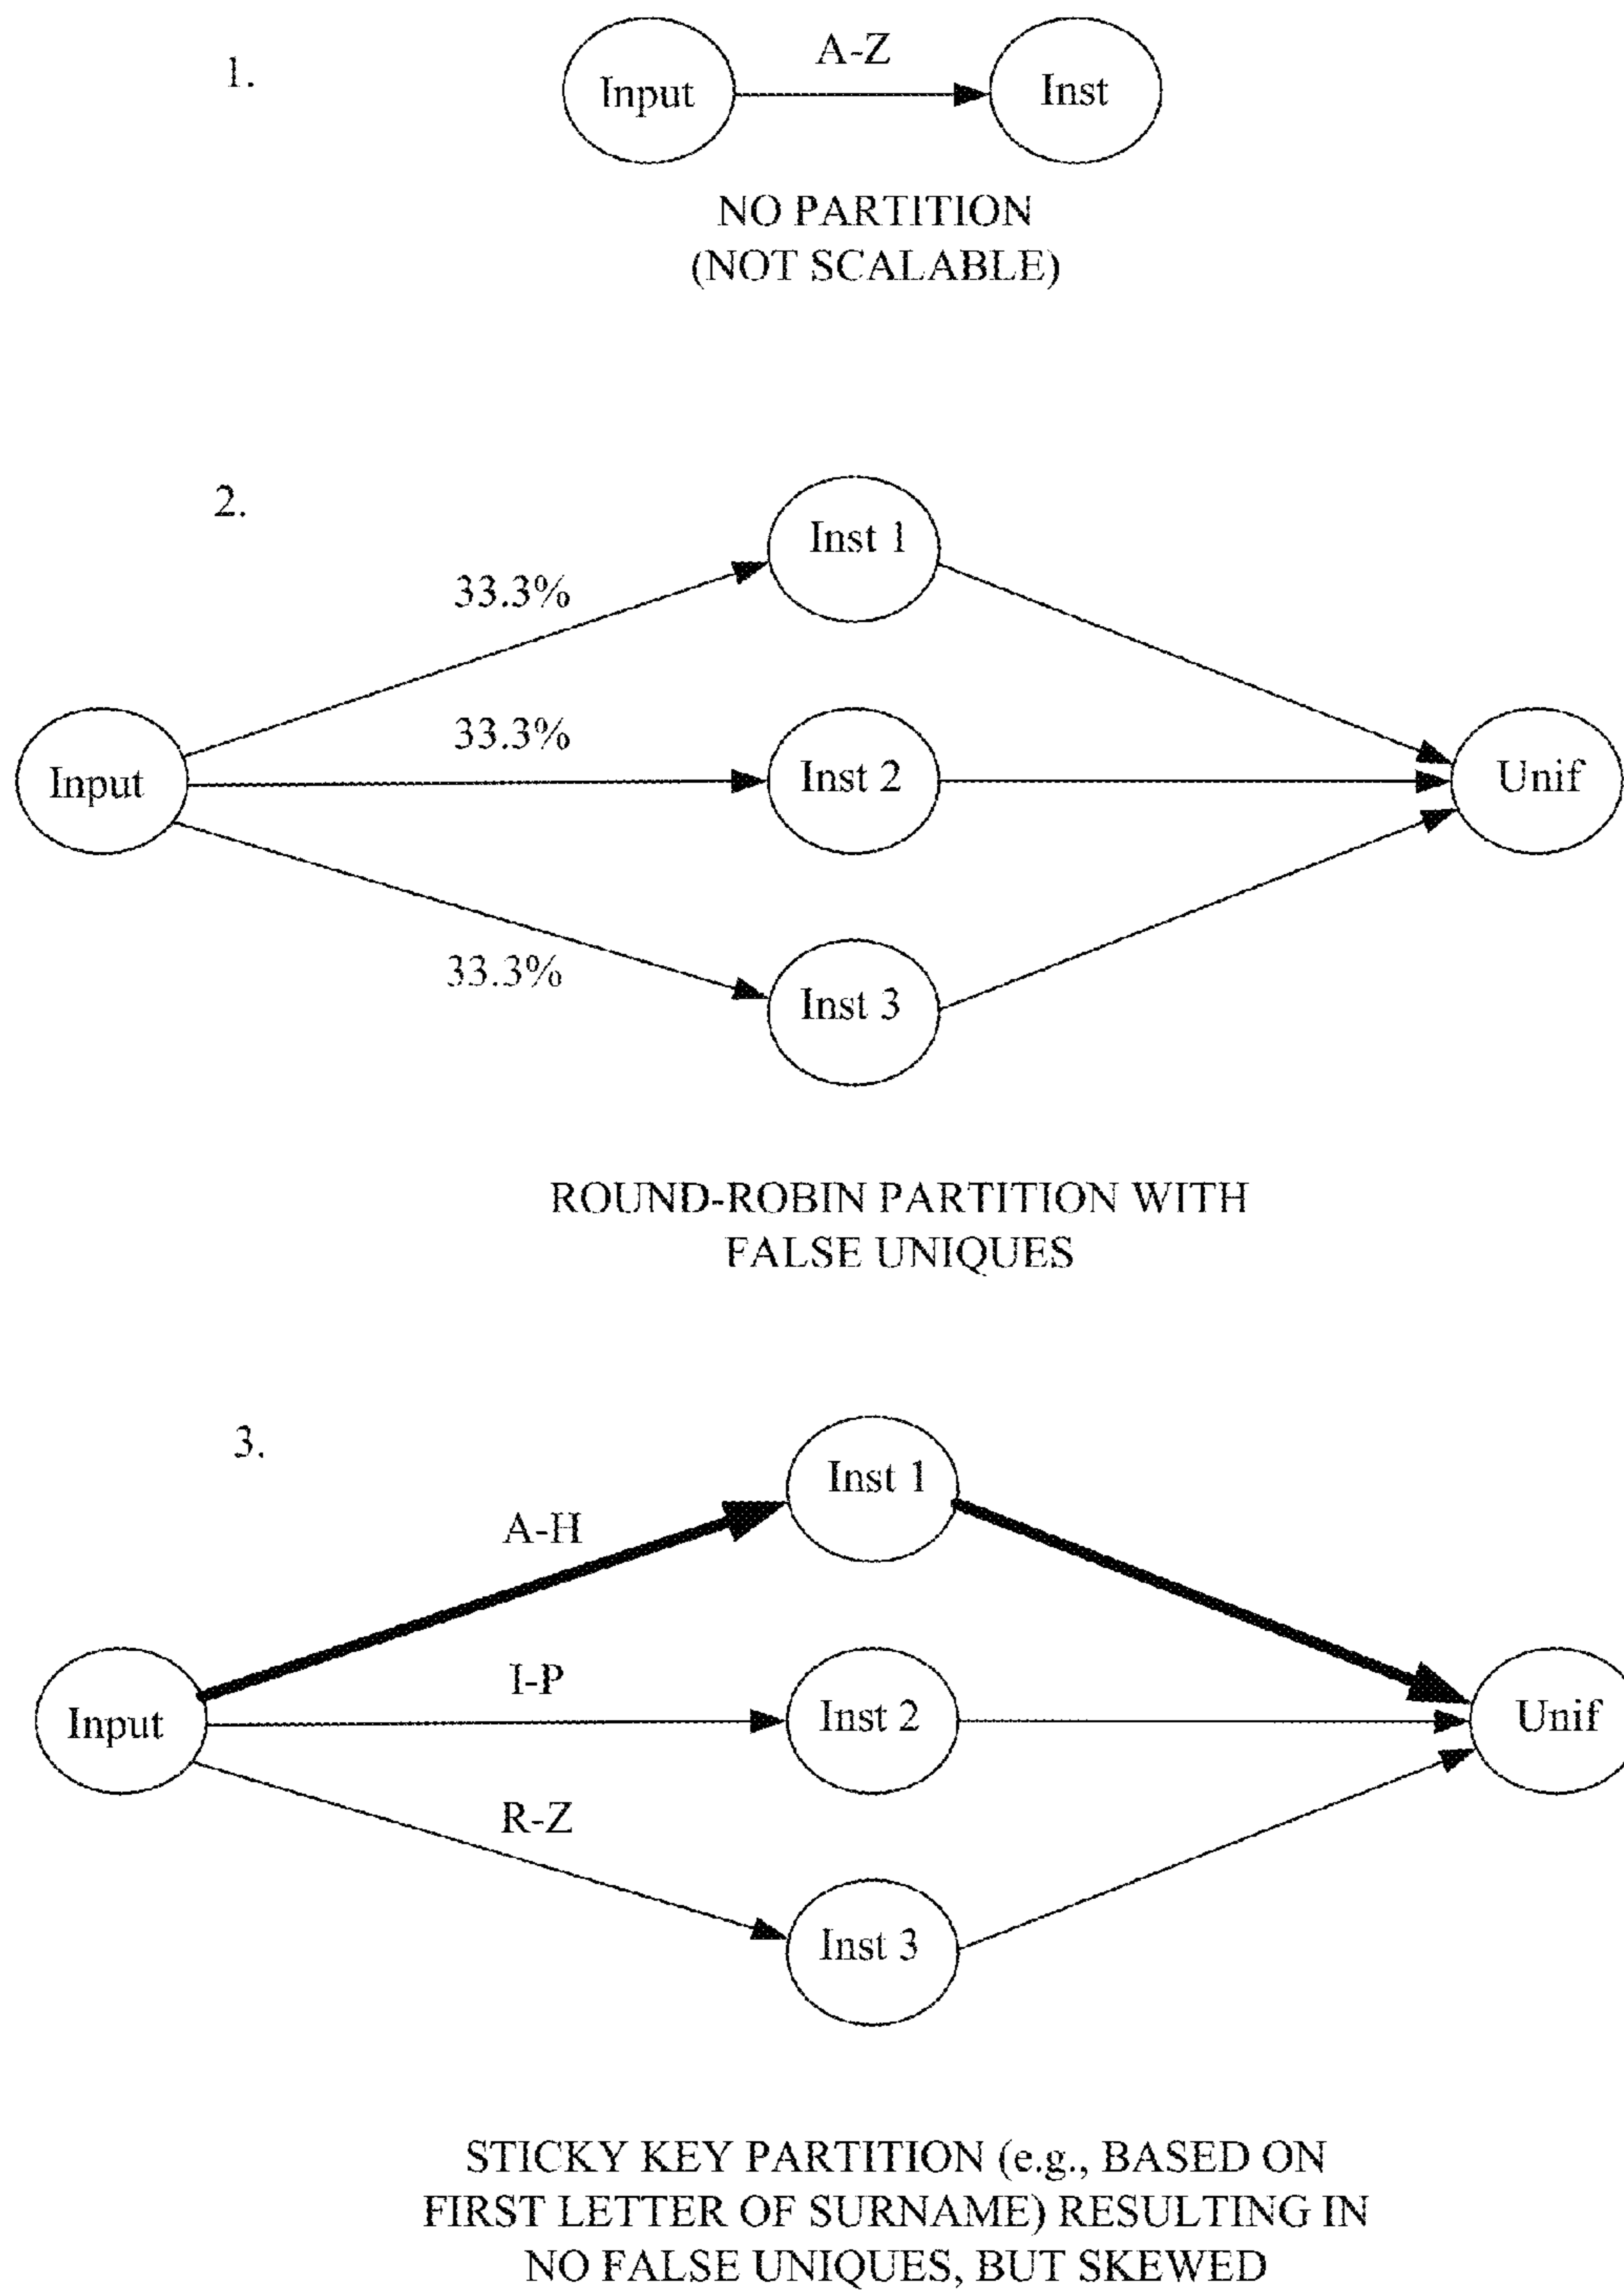 1.
A-Z
Input
Inst
NO PARTITION
(NOT SCALABLE)
2.
Inst 1
33.3%
33.3%
Input
Inst 2
Unif
33.3%
Inst 3
ROUND-ROBIN PARTITION WITH
FALSE UNIQUES
3.
Inst 1
A-H
I-P
Input
Inst 2
Unif
R-Z
Inst 3
STICKY KEY PARTITION (e.g., BASED ON
FIRST LETTER OF SURNAME) RESULTING IN
NO FALSE UNIQUES, BUT SKEWED